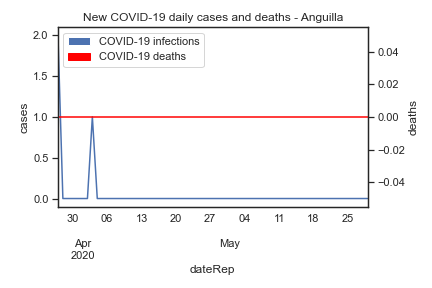 New COVID-19 daily cases and deaths - Anguilla
COVID-19 infections
COVID-19 deaths
2.0
1.5
1.0
0.5
0.0
cases
0.04
0.02
0.00
−0.02
−0.04
deaths
30 06 13 20 27 04 11 18 25
Apr May
2020
dateRep